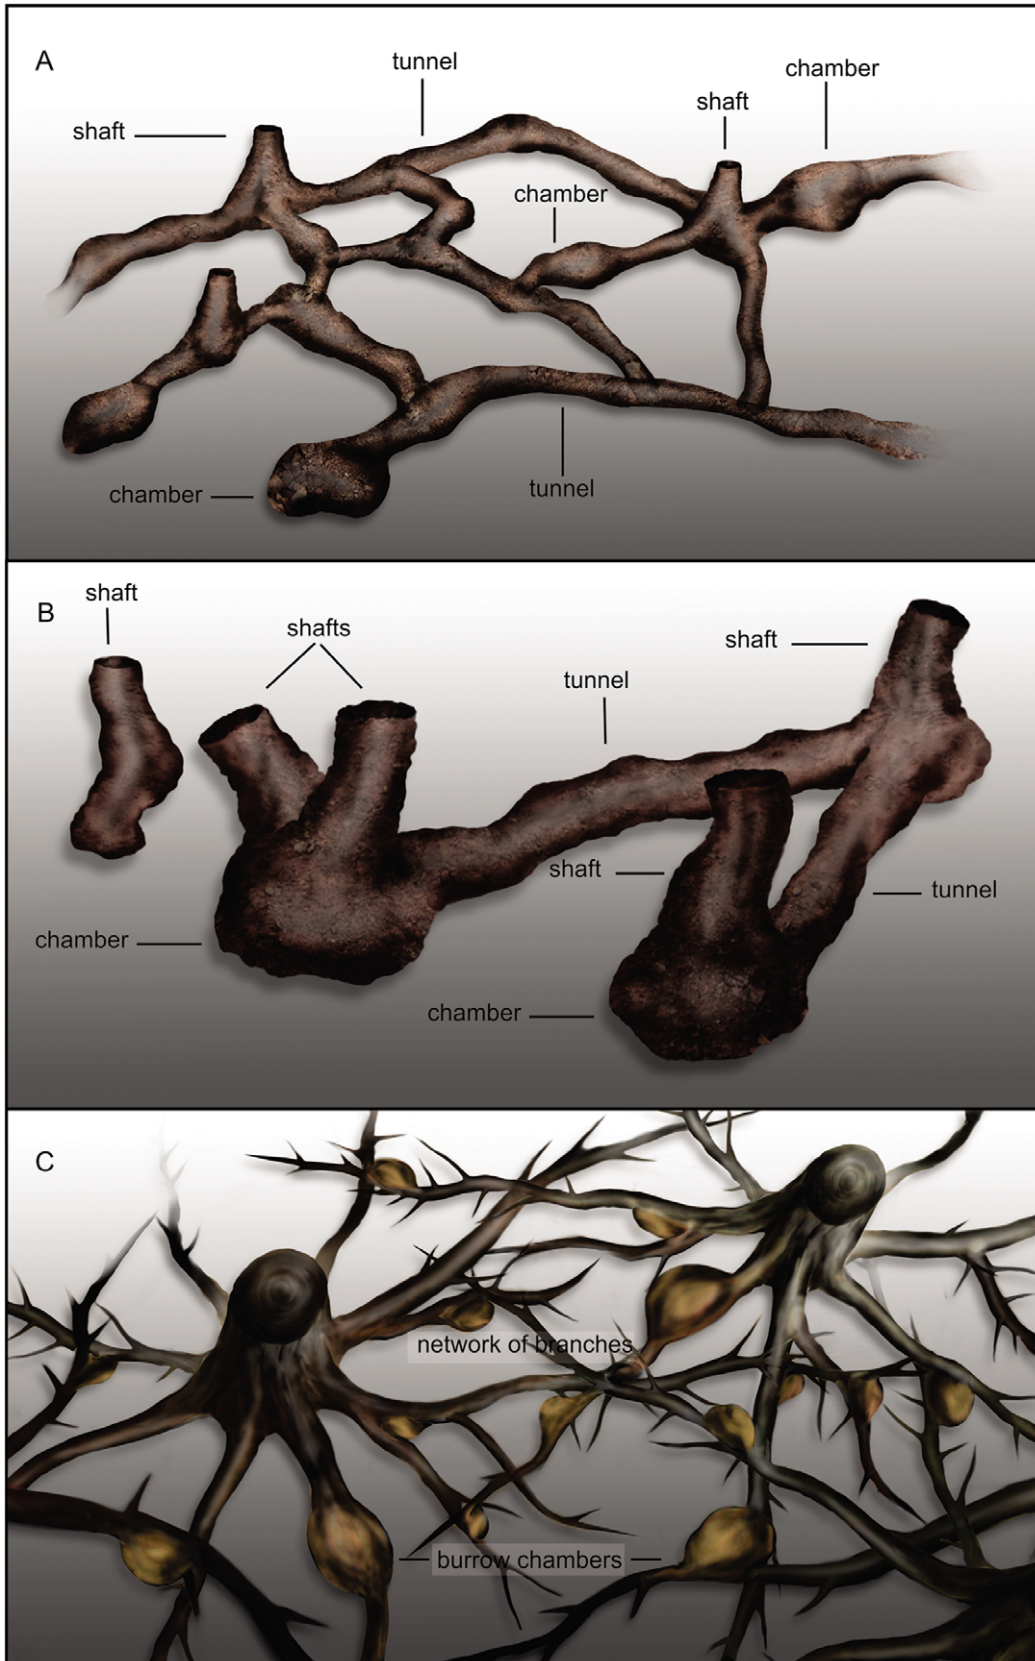 A
tunnel
chamber
shaft
shaft
chamber
chamber
tunnel
B
shaft
shafts
shaft
tunnel
shaft
tunnel
chamber
chamber
C
network of branches
burrow chambers